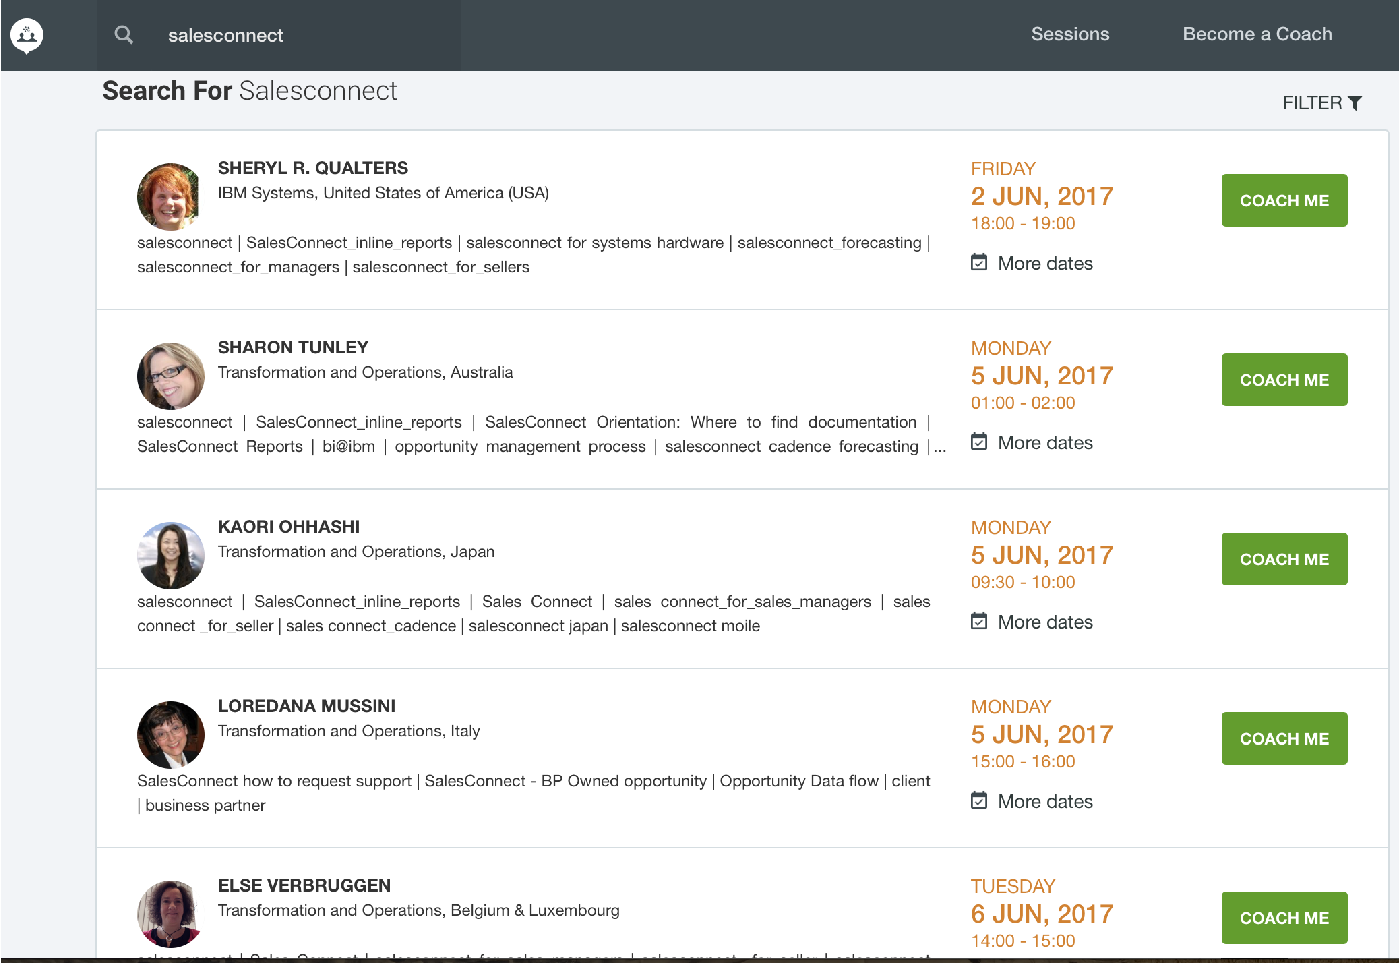 salesconnect
Sessions
Become a Coach
Search For Salesconnect
FILTER
SHERYL R. QUALTERS
IBM Systems, United States of America (USA)
salesconnect | SalesConnect_inline_reports | salesconnect for systems hardware | salesconnect_forecasting |
salesconnect_for_managers | salesconnect_for_sellers
FRIDAY
2 JUN, 2017
18:00 - 19:00
More dates
COACH ME
SHARON TUNLEY
Transformation and Operations, Australia
salesconnect | SalesConnect_inline_reports | SalesConnect Orientation: Where to find documentation |
SalesConnect Reports | bi@ibm | opportunity management process | salesconnect cadence forecasting |...
MONDAY
5 JUN, 2017
01:00 - 02:00
More dates
COACH ME
KAORI OHHASHI
Transformation and Operations, Japan
salesconnect | SalesConnect_inline_reports | Sales Connect | sales connect_for_sales_managers | sales
connect _for_seller | sales connect_cadence | salesconnect japan | salesconnect moile
MONDAY
5 JUN, 2017
09:30 - 10:00
More dates
COACH ME
LOREDANA MUSSINI
Transformation and Operations, Italy
SalesConnect how to request support | SalesConnect - BP Owned opportunity | Opportunity Data flow | client
| business partner
MONDAY
5 JUN, 2017
15:00 - 16:00
More dates
COACH ME
ELSE VERBRUGGEN
Transformation and Operations, Belgium & Luxembourg
TUESDAY
6 JUN, 2017
14:00 - 15:00
COACH ME